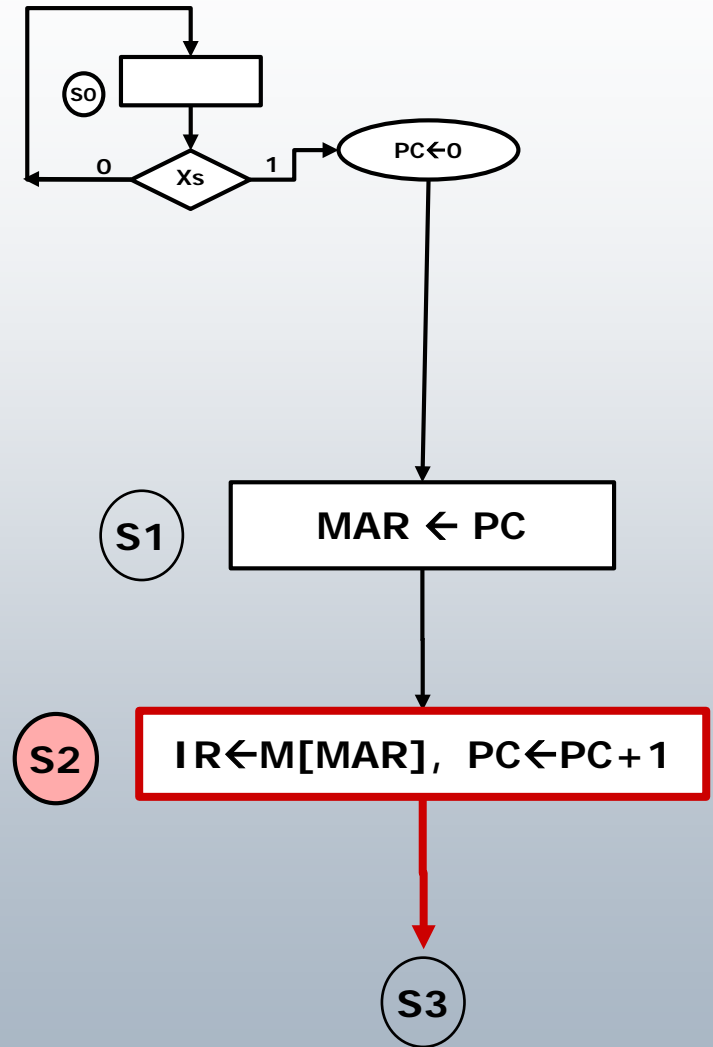 S0
0
Xs
1
PC←0
S1
MAR ← PC
S2
IR←M[MAR], PC←PC+1
S3